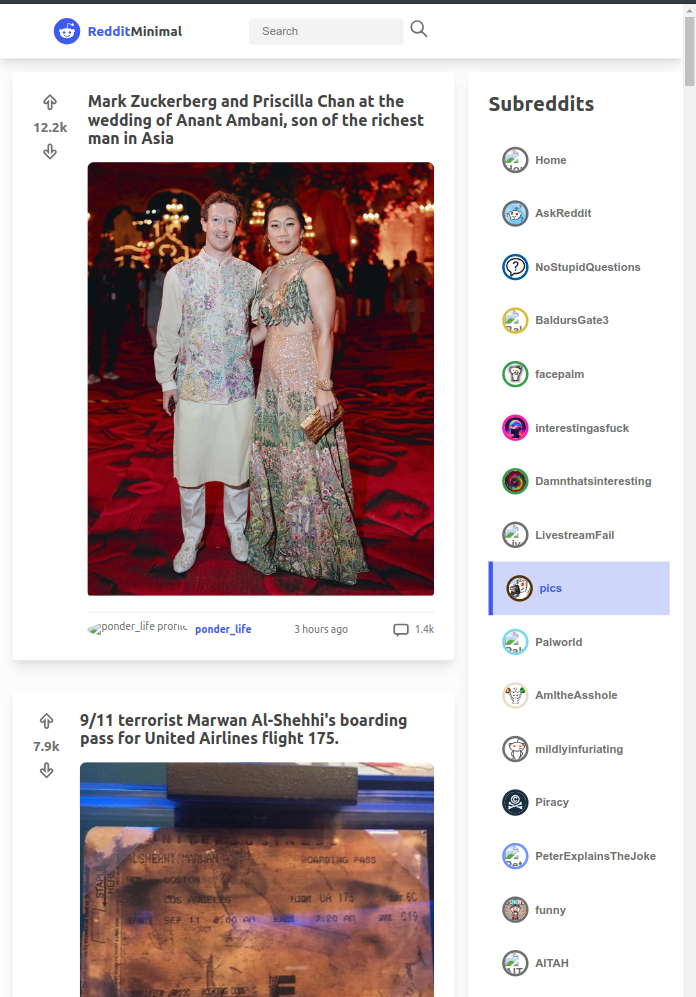 RedditMinimal
Search
Mark Zuckerberg and Priscilla Chan at the
wedding of Anant Ambani, son of the richest
man in Asia
12.2k
ponder_life profile
ponder_life
3 hours ago
1.4k
9/11 terrorist Marwan Al-Shehhi's boarding
pass for United Airlines flight 175.
7.9k
UNITED BUSINESS
ALSHEHHI/MARWAN
BOARDING PASS
BOSTON
LOS ANGELES
FLIGHT UA 175
6C
SEP 11
7:20 AM
GATE C19
Subreddits
Home
AskReddit
NoStupidQuestions
BaldursGate3
facepalm
interestingasfuck
Damnthatsinteresting
LivestreamFail
pics
Palworld
AmItheAsshole
mildlyinfuriating
Piracy
PeterExplainsTheJoke
funny
AITAH